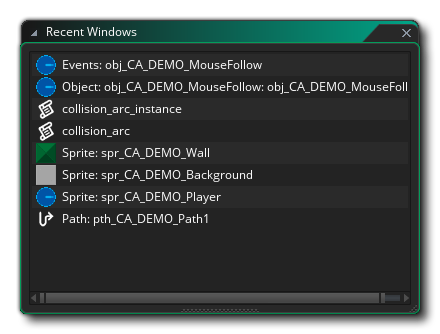 Recent Windows
Events: obj_CA_DEMO_MouseFollow
Object: obj_CA_DEMO_MouseFollow: obj_CA_DEMO_MouseFoll
collision_arc_instance
collision_arc
Sprite: spr_CA_DEMO_Wall
Sprite: spr_CA_DEMO_Background
Sprite: spr_CA_DEMO_Player
Path: pth_CA_DEMO_Path1